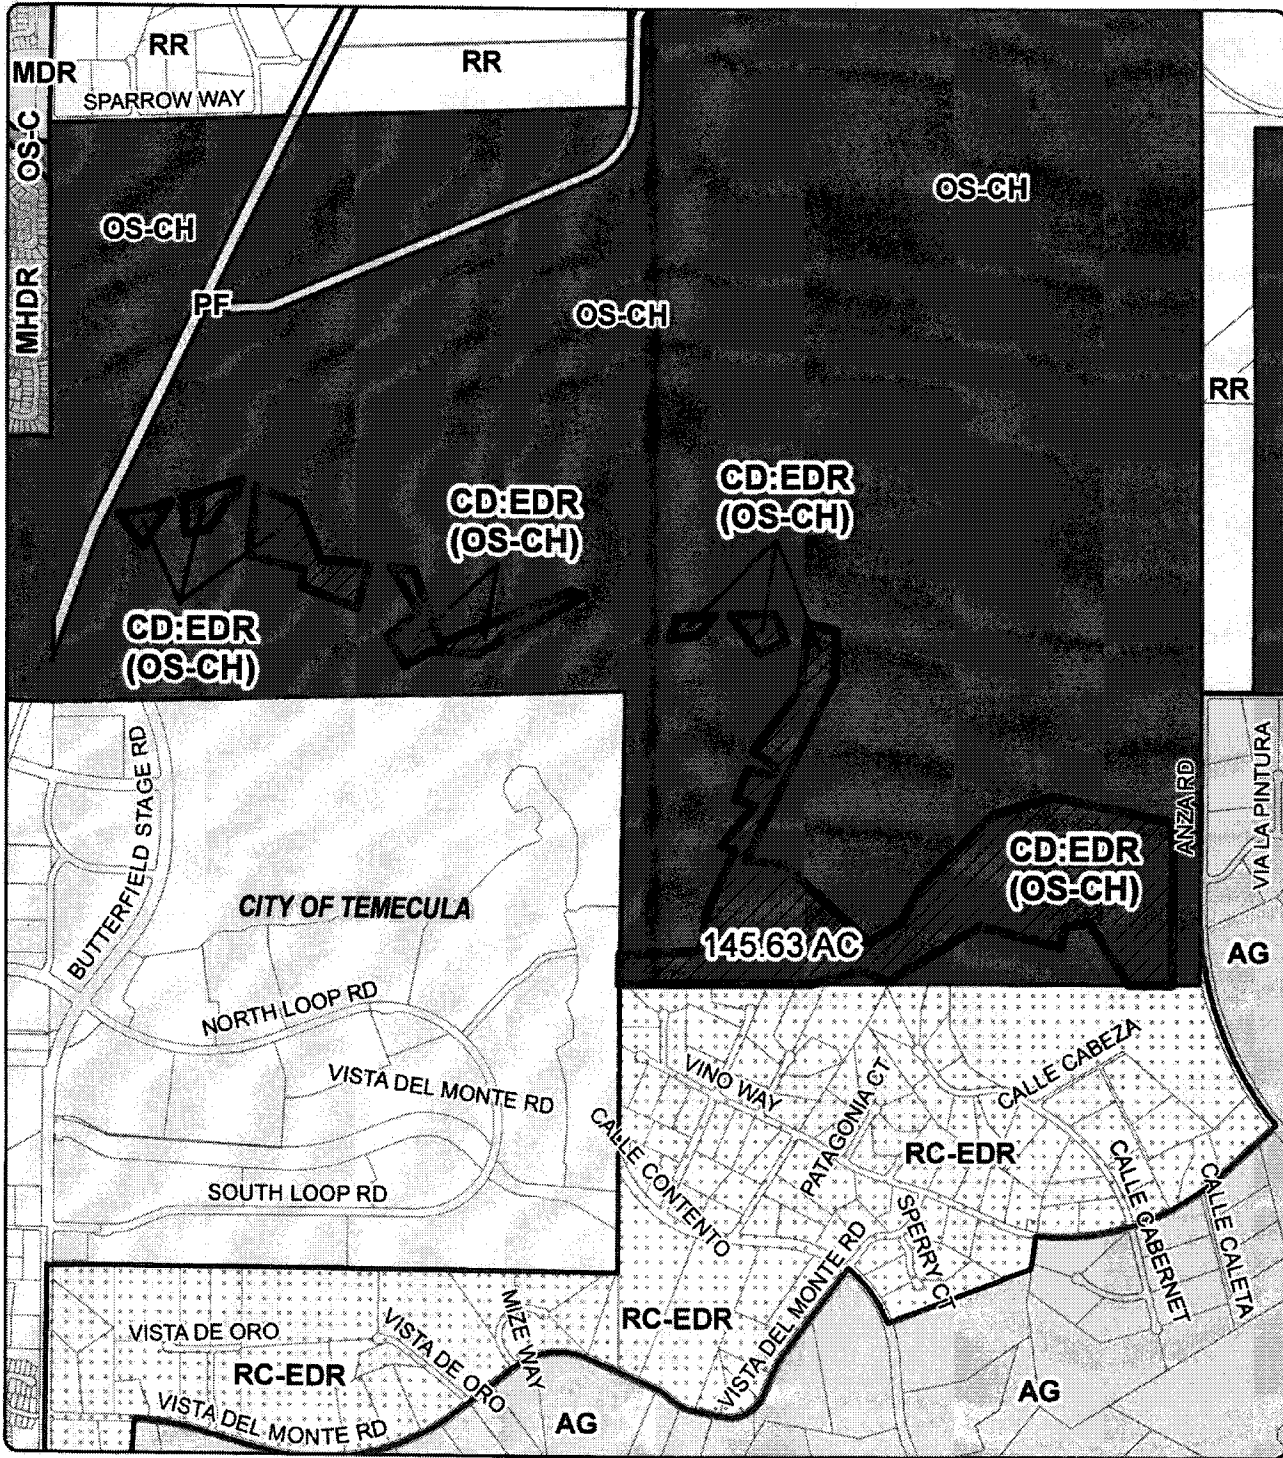 RR
RR
MDR
SPARROW WAY
OS-C
OS-CH
OS-CH
MHDR
PF
OS-CH
RR
CD:EDR
(OS-CH)
CD:EDR
(OS-CH)
CD:EDR
(OS-CH)
BUTTERFIELD STAGE RD
ANZA RD
VIA LA PINTURA
CD:EDR
(OS-CH)
CITY OF TEMECULA
145.63 AC
AG
NORTH LOOP RD
VISTA DEL MONTE RD
VINO WAY
CALLE CABEZA
PATAGONIA CT
CALLE CONTENTO
RC-EDR
SOUTH LOOP RD
SPERRY CT
CALLE CABERNET
CALLE CALETA
VISTA DEL MONTE RD
RC-EDR
MIZE WAY
VISTA DE ORO
VISTA DE ORO
RC-EDR
AG
VISTA DEL MONTE RD
AG